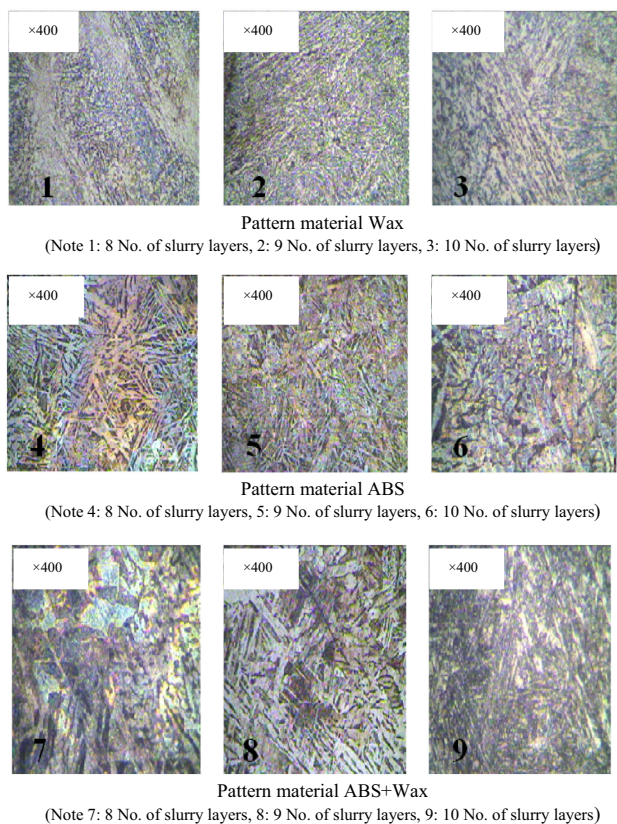 ×400 ×400 ×400
1 2 3
Pattern material Wax
(Note 1: 8 No. of slurry layers, 2: 9 No. of slurry layers, 3: 10 No. of slurry layers)
×400 ×400 ×400
4 5 6
Pattern material ABS
(Note 4: 8 No. of slurry layers, 5: 9 No. of slurry layers, 6: 10 No. of slurry layers)
×400 ×400 ×400
7 8 9
Pattern material ABS+Wax
(Note 7: 8 No. of slurry layers, 8: 9 No. of slurry layers, 9: 10 No. of slurry layers)